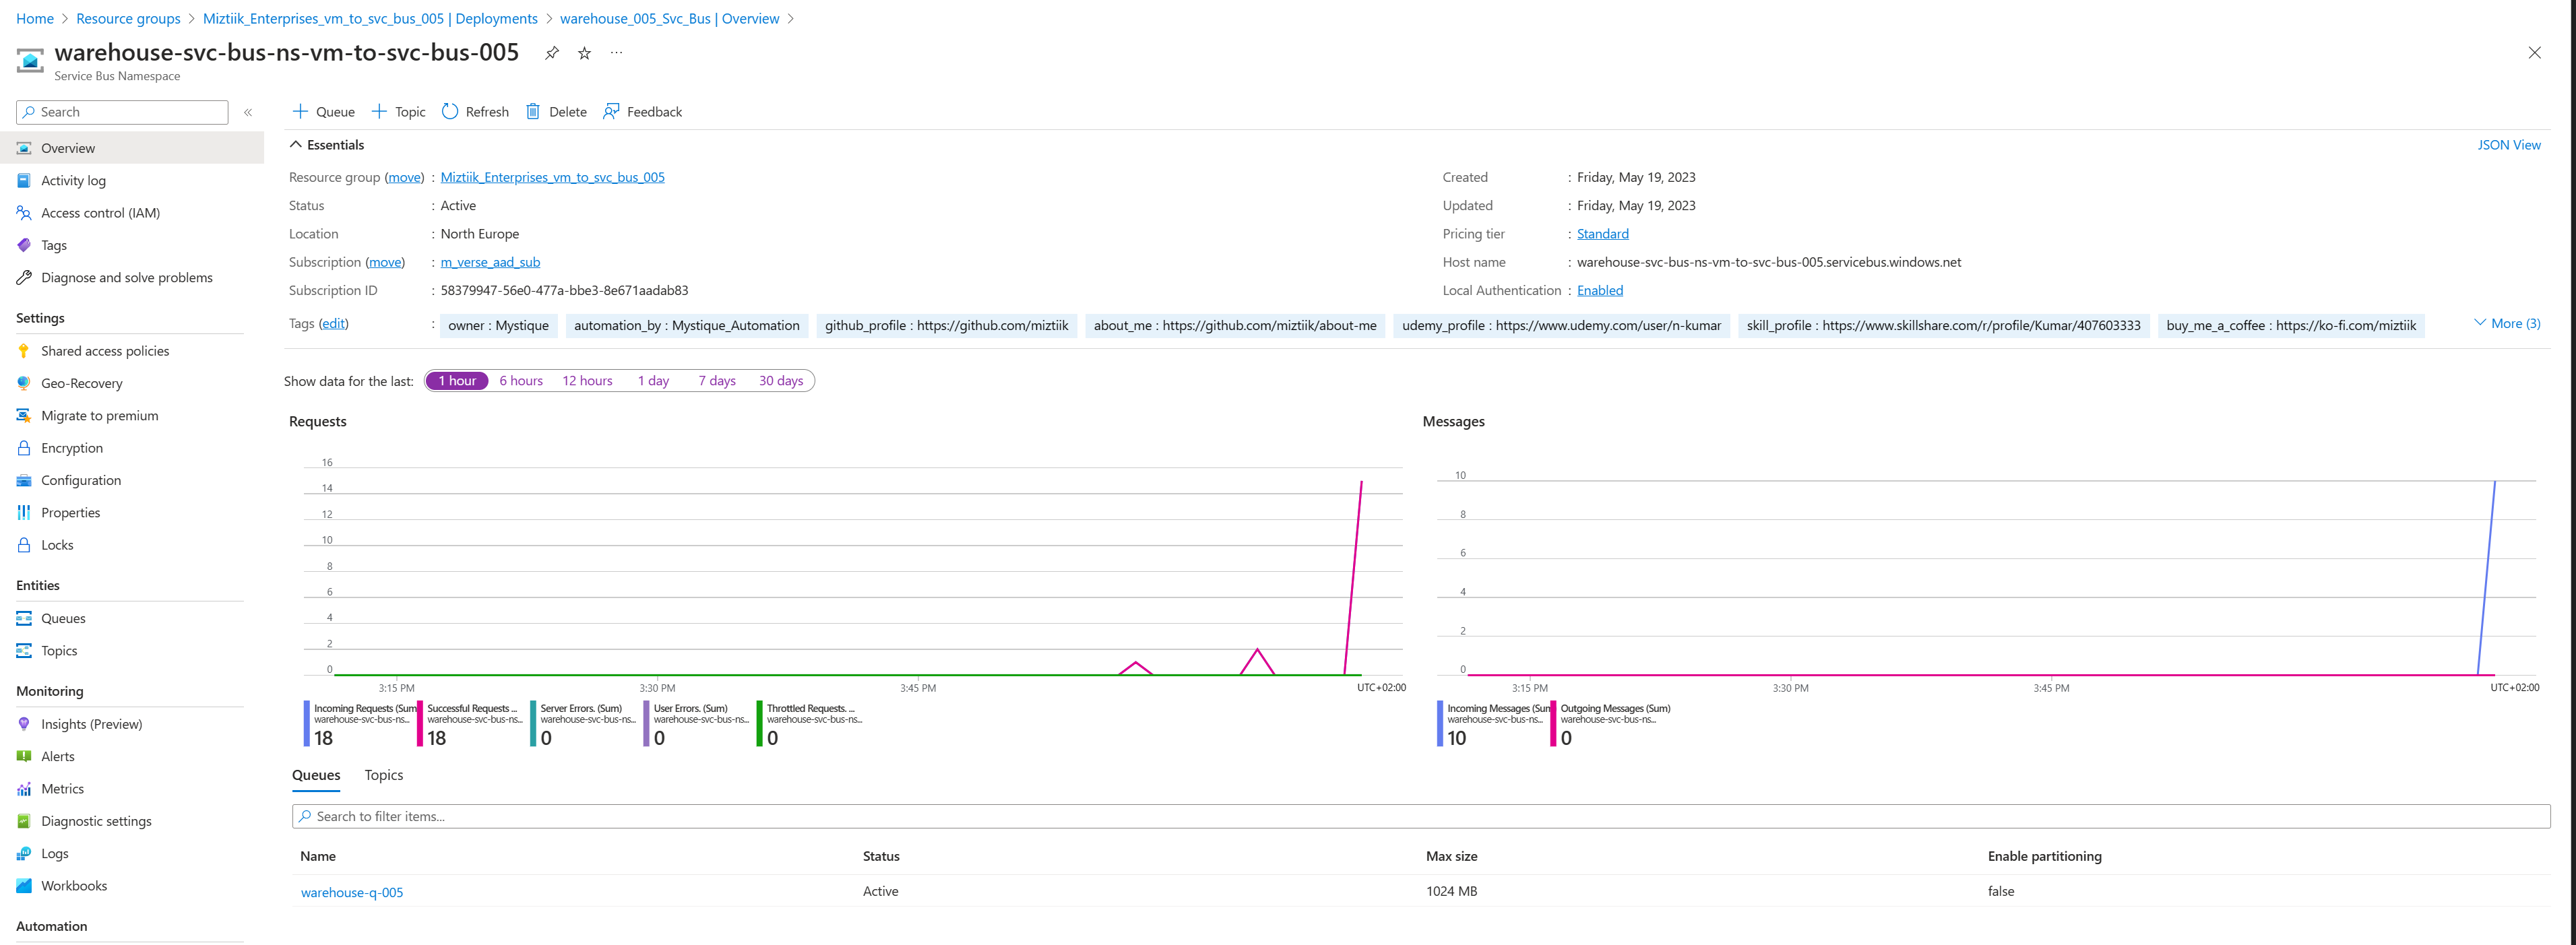 Home > Resource groups > Miztiik_Enterprises_vm_to_svc_bus_005 | Deployments > warehouse_005_Svc_Bus | Overview >
warehouse-svc-bus-ns-vm-to-svc-bus-005
Service Bus Namespace
Search
Overview
Activity log
Access control (IAM)
Tags
Diagnose and solve problems
Settings
Shared access policies
Geo-Recovery
Migrate to premium
Encryption
Configuration
Properties
Locks
Entities
Queues
Topics
Monitoring
Insights (Preview)
Alerts
Metrics
Diagnostic settings
Logs
Workbooks
Automation
Queue Topic Refresh Delete Feedback
Essentials
JSON View
Resource group (move) : Miztiik_Enterprises_vm_to_svc_bus_005
Status : Active
Location : North Europe
Subscription (move) : m_verse_aad_sub
Subscription ID : 58379947-56e0-477a-bbe3-8e671aadab83
Created : Friday, May 19, 2023
Updated : Friday, May 19, 2023
Pricing tier : Standard
Host name : warehouse-svc-bus-ns-vm-to-svc-bus-005.servicebus.windows.net
Local Authentication : Enabled
Tags (edit) : owner : Mystique automation_by : Mystique_Automation github_profile : https://github.com/miztiik about_me : https://github.com/miztiik/about-me udemy_profile : https://www.udemy.com/user/n-kumar skill_profile : https://www.skillshare.com/r/profile/Kumar/407603333 buy_me_a_coffee : https://ko-fi.com/miztiik More (3)
Show data for the last: 1 hour 6 hours 12 hours 1 day 7 days 30 days
Requests
16
14
12
10
8
6
4
2
0
3:15 PM 3:30 PM 3:45 PM UTC+02:00
Incoming Requests (Sum Successful Requests ... Server Errors. (Sum) User Errors. (Sum) Throttled Requests. ...
warehouse-svc-bus-ns... warehouse-svc-bus-ns... warehouse-svc-bus-ns... warehouse-svc-bus-ns... warehouse-svc-bus-ns...
18 18 0 0 0
Messages
10
8
6
4
2
0
3:15 PM 3:30 PM 3:45 PM UTC+02:00
Incoming Messages (Sum Outgoing Messages (Sum)
warehouse-svc-bus-ns... warehouse-svc-bus-ns...
10 0
Queues Topics
Search to filter items...
Name Status Max size Enable partitioning
warehouse-q-005 Active 1024 MB false